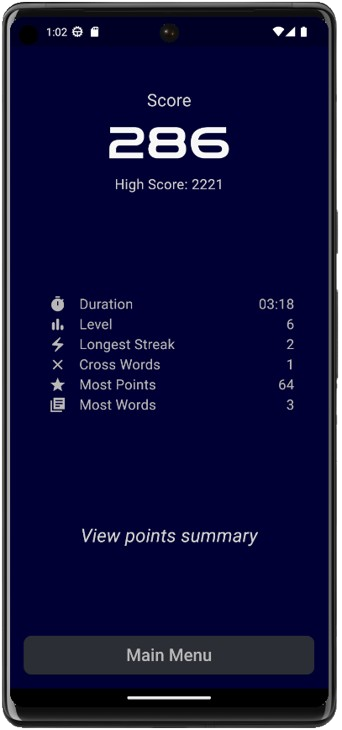 1:02
Score
286
High Score: 2221
Duration 03:18
Level 6
Longest Streak 2
Cross Words 1
Most Points 64
Most Words 3
View points summary
Main Menu